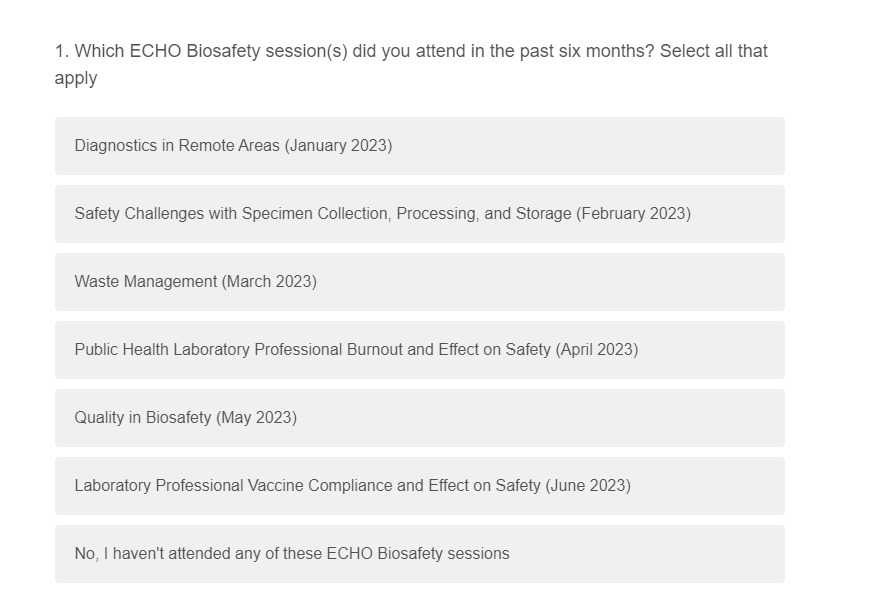 1. Which ECHO Biosafety session(s) did you attend in the past six months? Select all that
apply
Diagnostics in Remote Areas (January 2023)
Safety Challenges with Specimen Collection, Processing, and Storage (February 2023)
Waste Management (March 2023)
Public Health Laboratory Professional Burnout and Effect on Safety (April 2023)
Quality in Biosafety (May 2023)
Laboratory Professional Vaccine Compliance and Effect on Safety (June 2023)
No, I haven't attended any of these ECHO Biosafety sessions